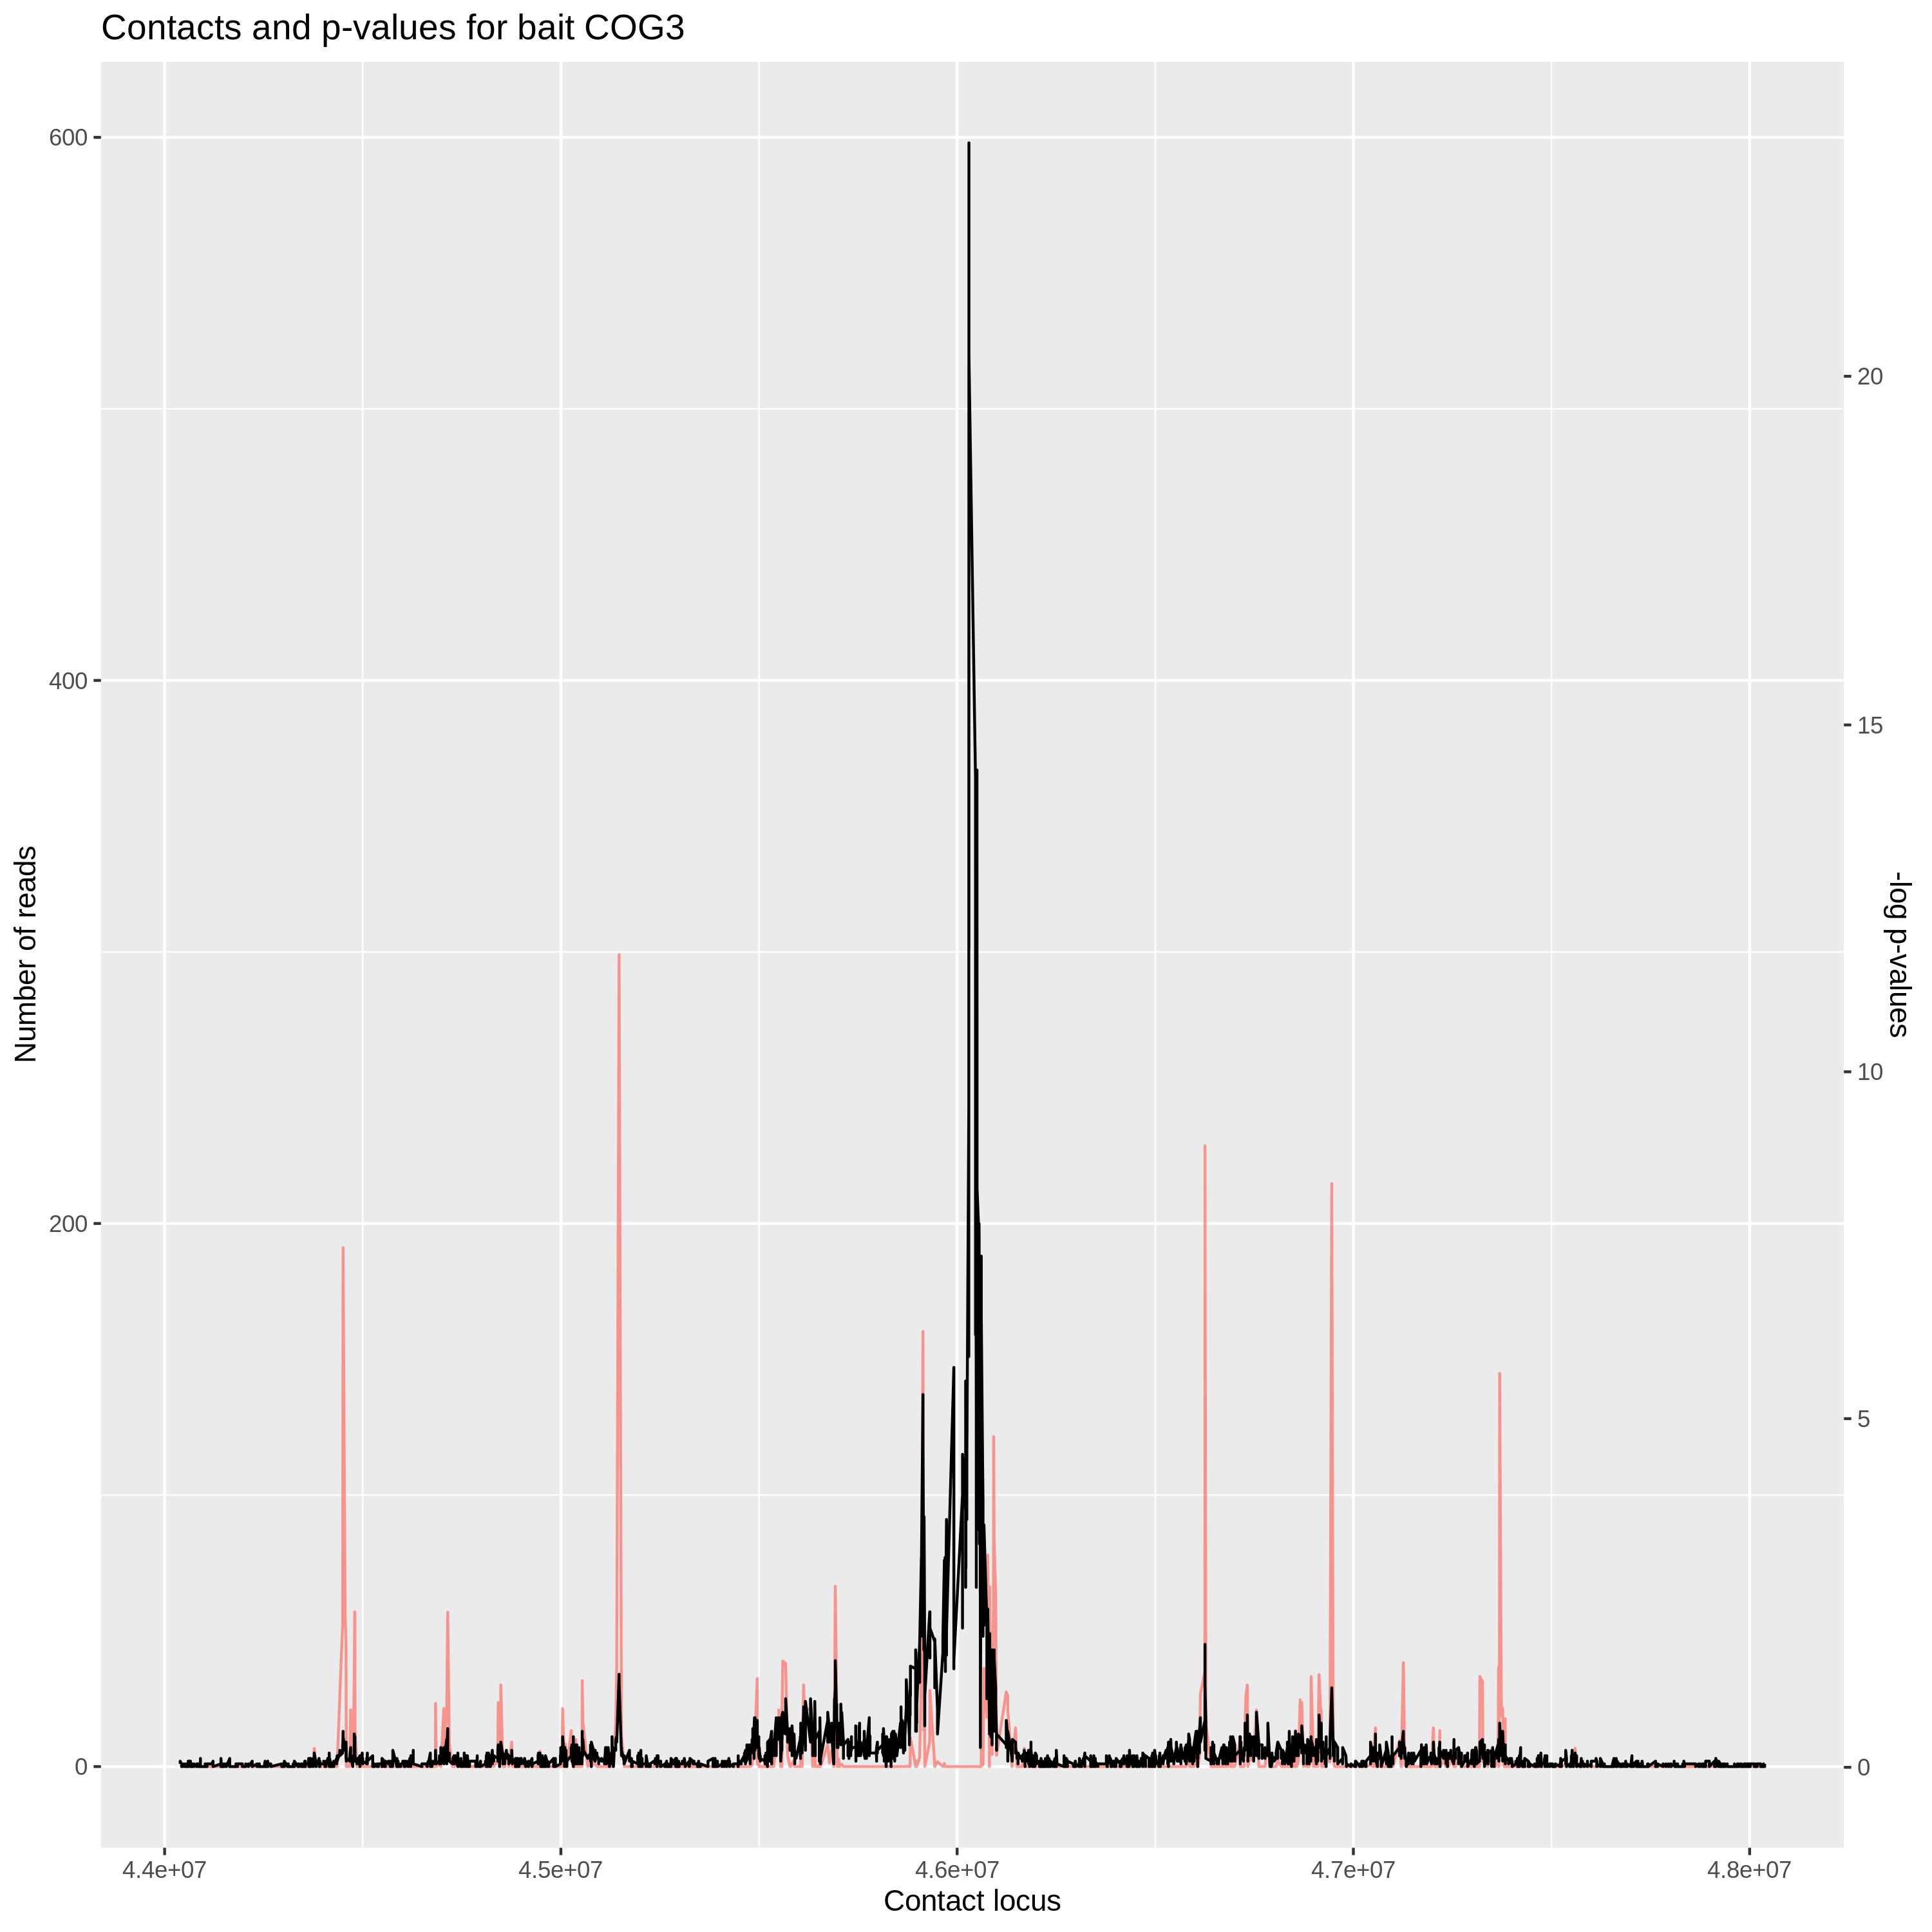 Contacts and p-values for bait COG3
600
400
200
0
Number of reads
20
15
10
5
0
-log p-values
4.4e+07
4.5e+07
4.6e+07
4.7e+07
4.8e+07
Contact locus